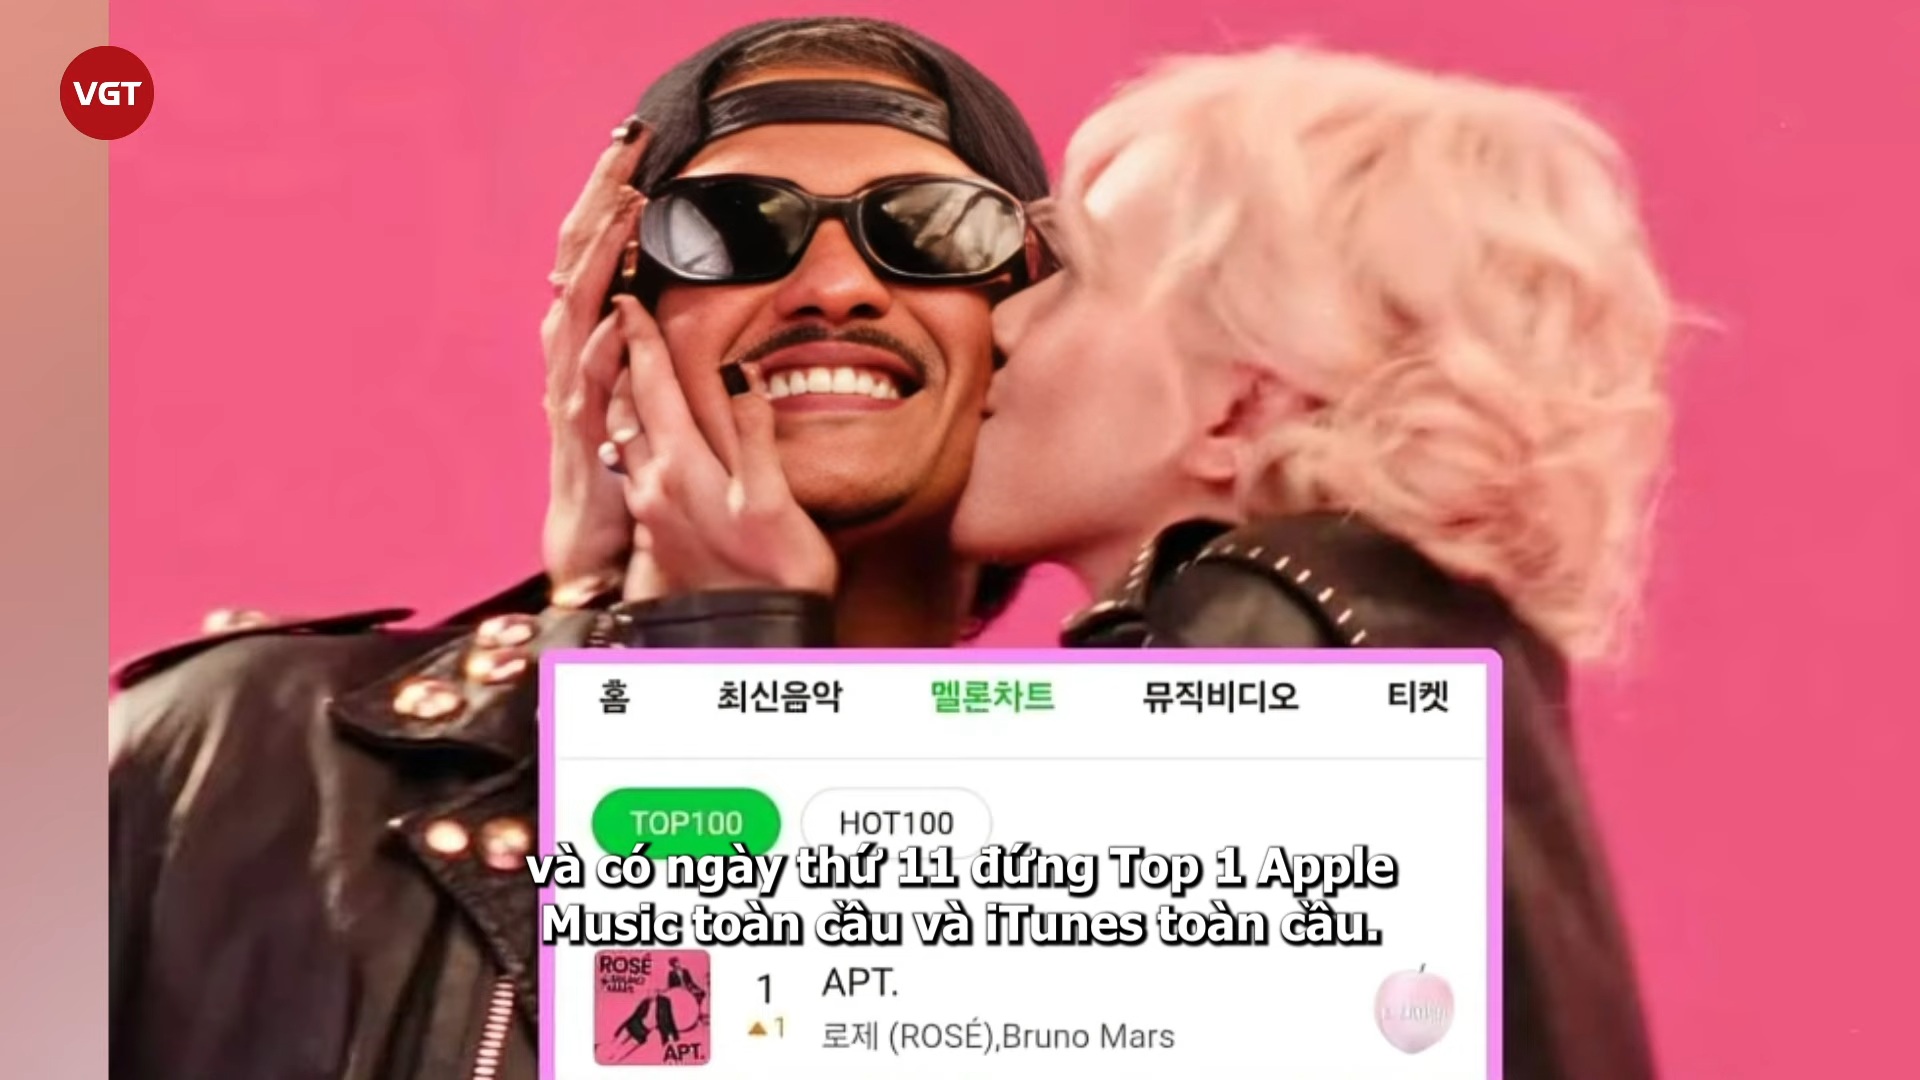 VGT
홈 최신음악 멜론차트 뮤직비디오 티켓
TOP100 HOT100
và có ngày thứ 11 đứng Top 1 Apple
Music toàn cầu và iTunes toàn cầu.
ROSÉ
APT.
1
1
APT.
로제 (ROSÉ),Bruno Mars